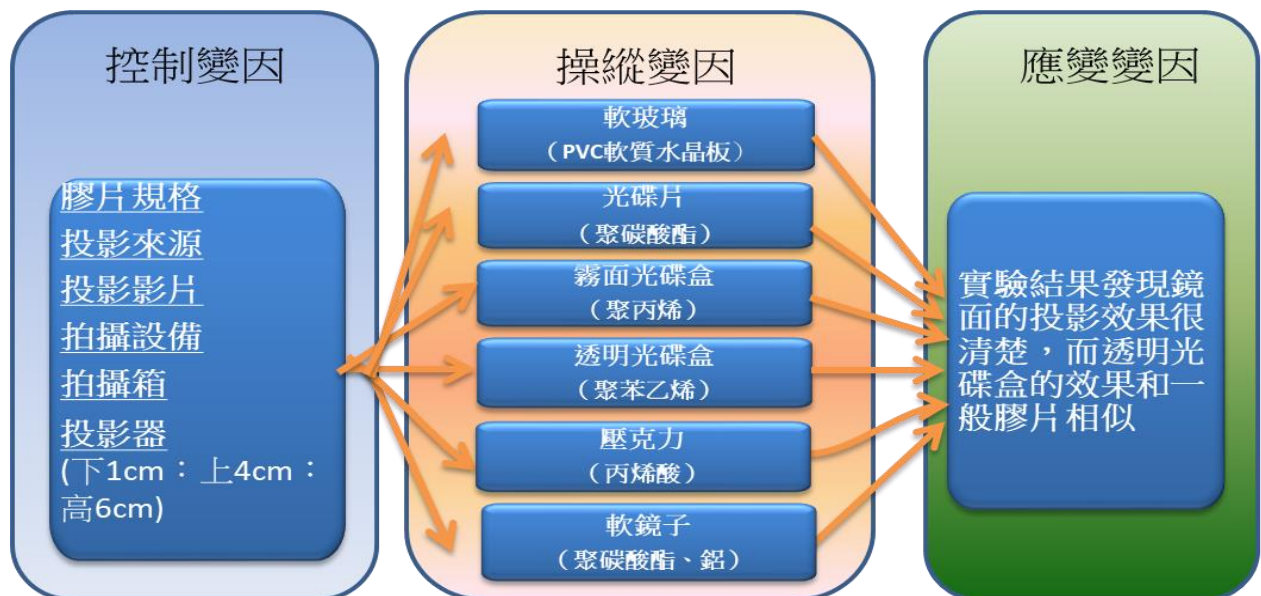 控制變因
膠片規格
投影來源
投影影片
拍攝設備
拍攝箱
投影器
(下1cm：上4cm：
高6cm)
操縱變因
軟玻璃
（PVC軟質水晶板）
光碟片
（聚碳酸酯）
霧面光碟盒
（聚丙烯）
透明光碟盒
（聚苯乙烯）
壓克力
（丙烯酸）
軟鏡子
（聚碳酸酯、鋁）
應變變因
實驗結果發現鏡
面的投影效果很
清楚，而透明光
碟盒的效果和一
般膠片相似